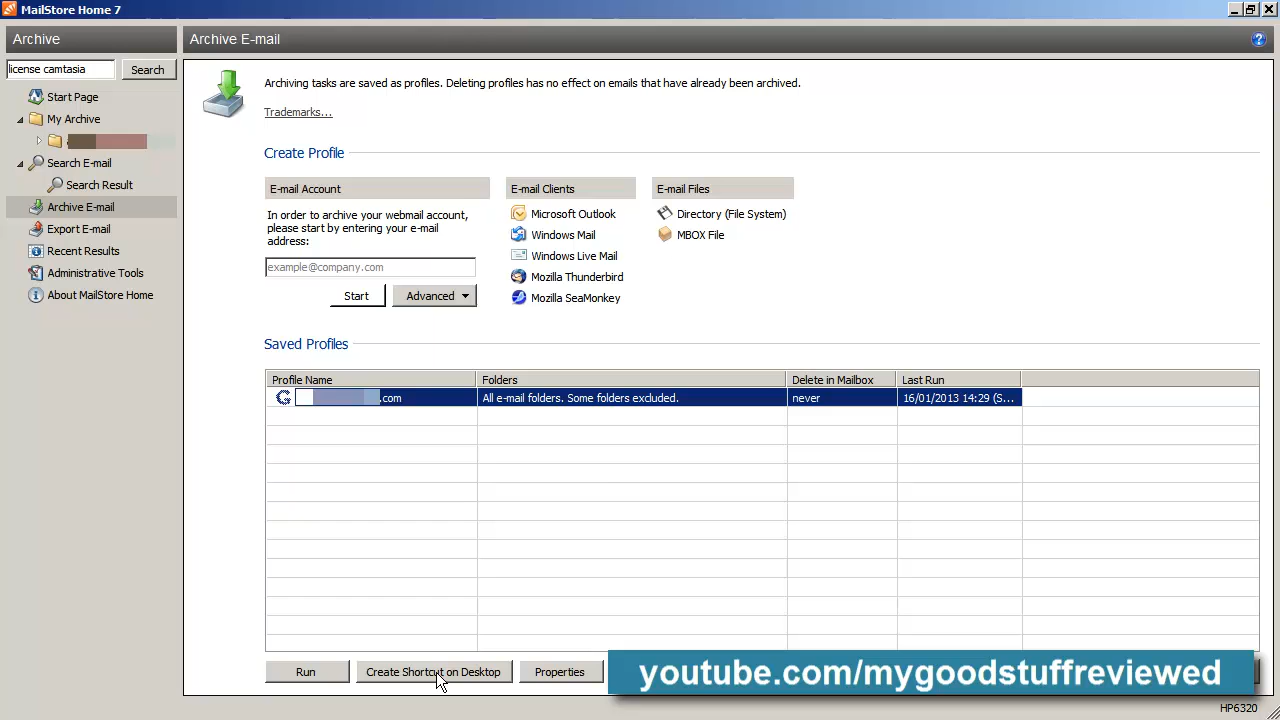 MailStore Home 7
Archive
Archive E-mail
license camtasia
Search
Start Page
My Archive
Search E-mail
Search Result
Archive E-mail
Export E-mail
Recent Results
Administrative Tools
About MailStore Home
Archiving tasks are saved as profiles. Deleting profiles has no effect on emails that have already been archived.
Trademarks...
Create Profile
E-mail Account
In order to archive your webmail account,
please start by entering your e-mail
address:
example@company.com
Start
Advanced
E-mail Clients
Microsoft Outlook
Windows Mail
Windows Live Mail
Mozilla Thunderbird
Mozilla SeaMonkey
E-mail Files
Directory (File System)
MBOX File
Saved Profiles
Profile Name Folders Delete in Mailbox Last Run
.com All e-mail folders. Some folders excluded. never 16/01/2013 14:29 (S...
Run
Create Shortcut on Desktop
Properties
youtube.com/mygoodstuffreviewed
HP6320